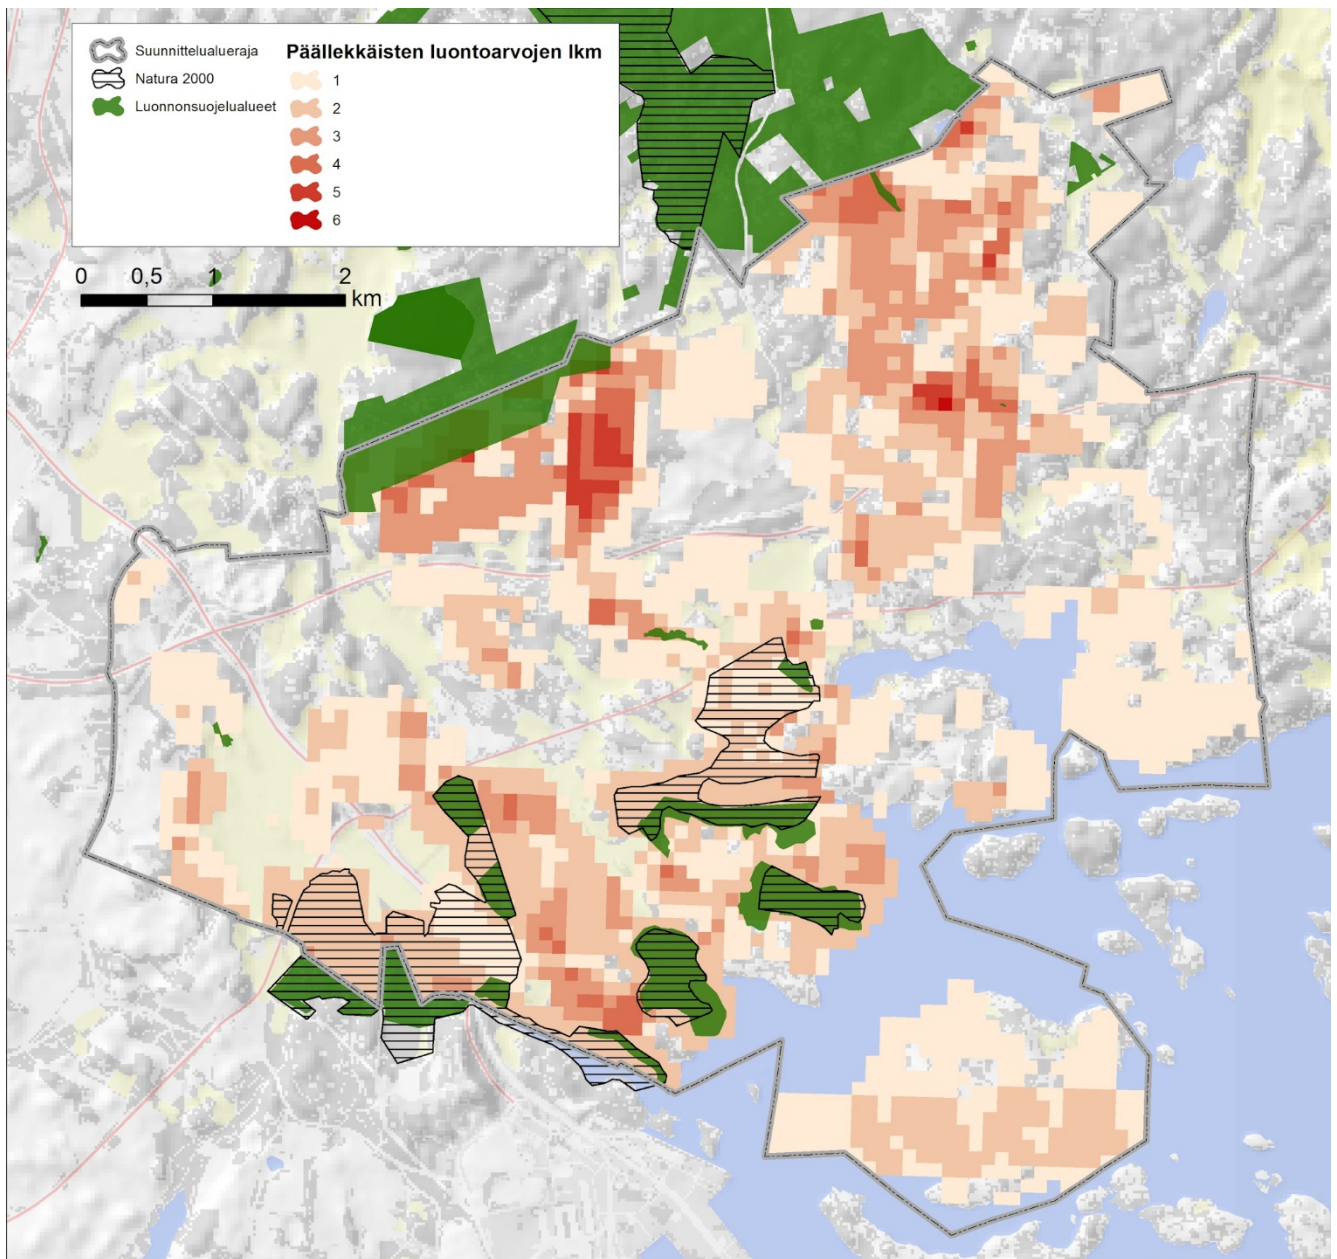 Suunnittelualueraja
Natura 2000
Luonnonsuojelualueet
Päällekkäisten luontoarvojen lkm
1
2
3
4
5
6
0 0,5 1 2
km